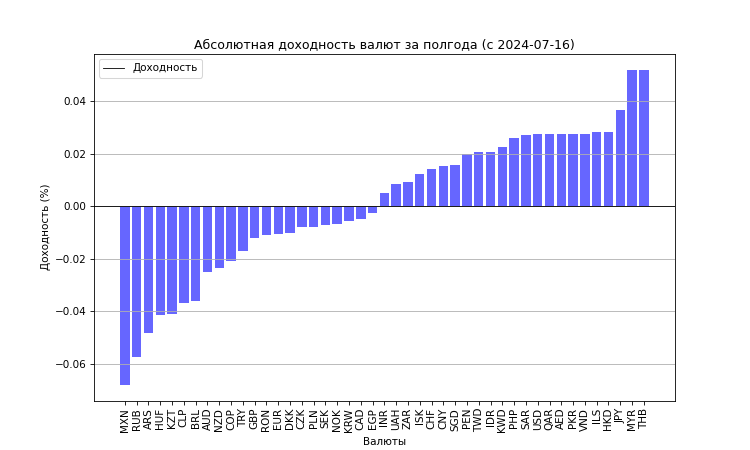 Абсолютная доходность валют за полгода (с 2024-07-16)
Доходность
Доходность (%)
0.04
0.02
0.00
−0.02
−0.04
−0.06
MXN RUB ARS HUF KZT CLP BRL AUD NZD COP TRY GBP RON EUR DKK CZK PLN SEK NOK KRW CAD EGP INR UAH ZAR ISK CHF CNY SGD PEN TWD IDR KWD PHP SAR USD QAR AED PKR VND ILS HKD JPY MYR THB
Валюты